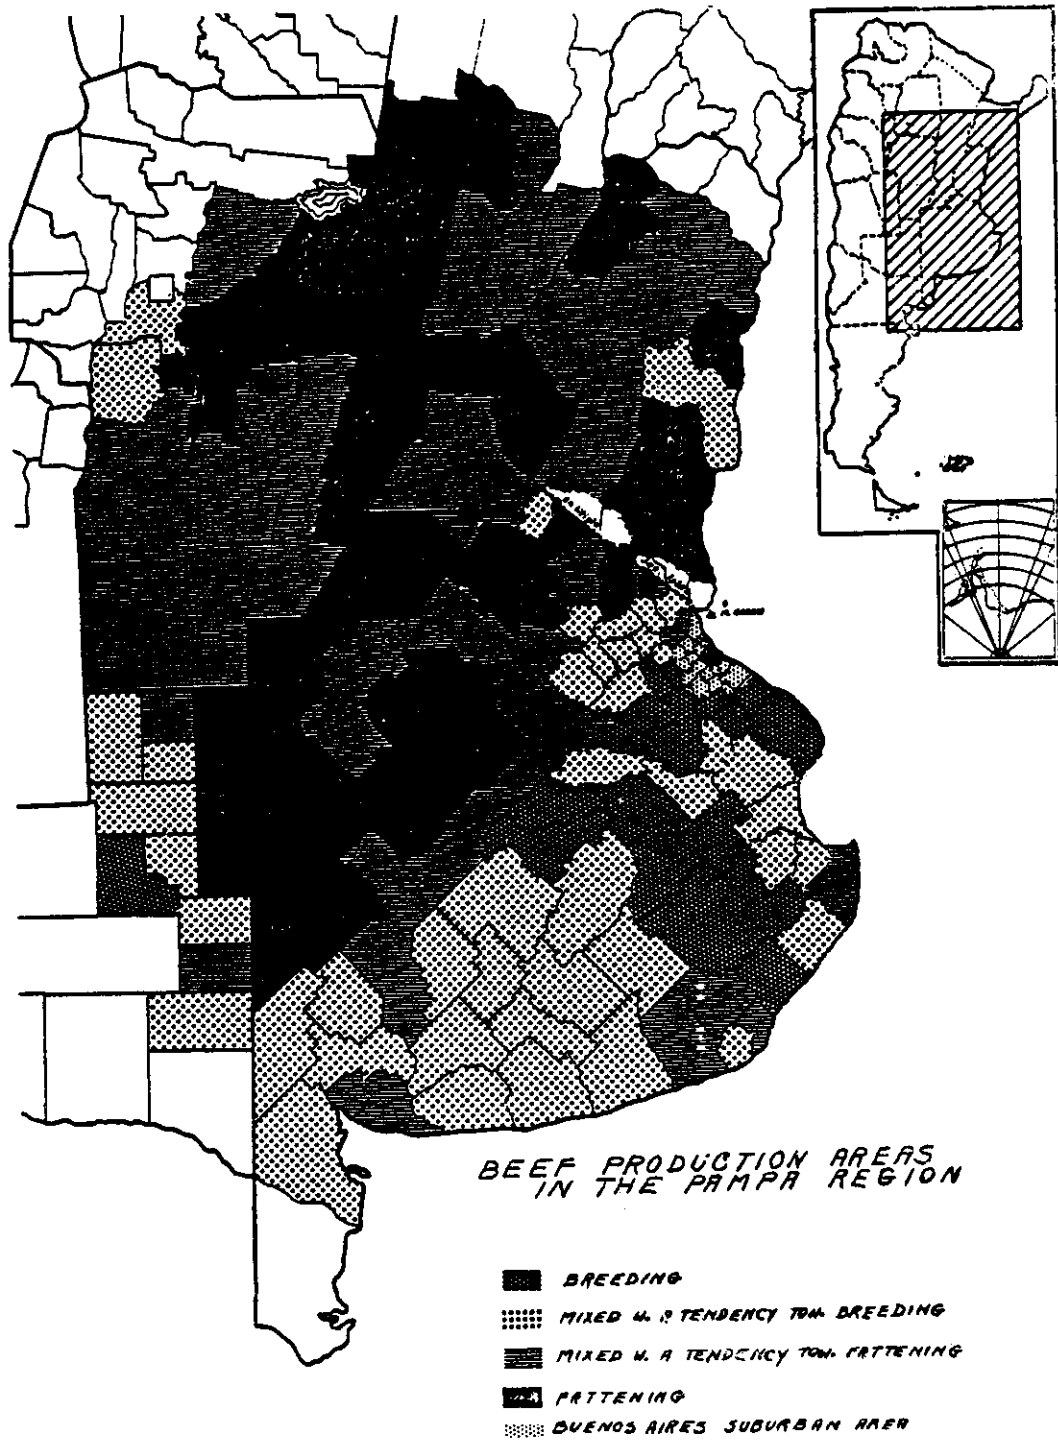 BEEF PRODUCTION AREAS
IN THE PAMPA REGION
BREEDING
MIXED W. A TENDENCY TOW. BREEDING
MIXED W. A TENDENCY TOW. FATTENING
FATTENING
BUENOS AIRES SUBURBAN AREA